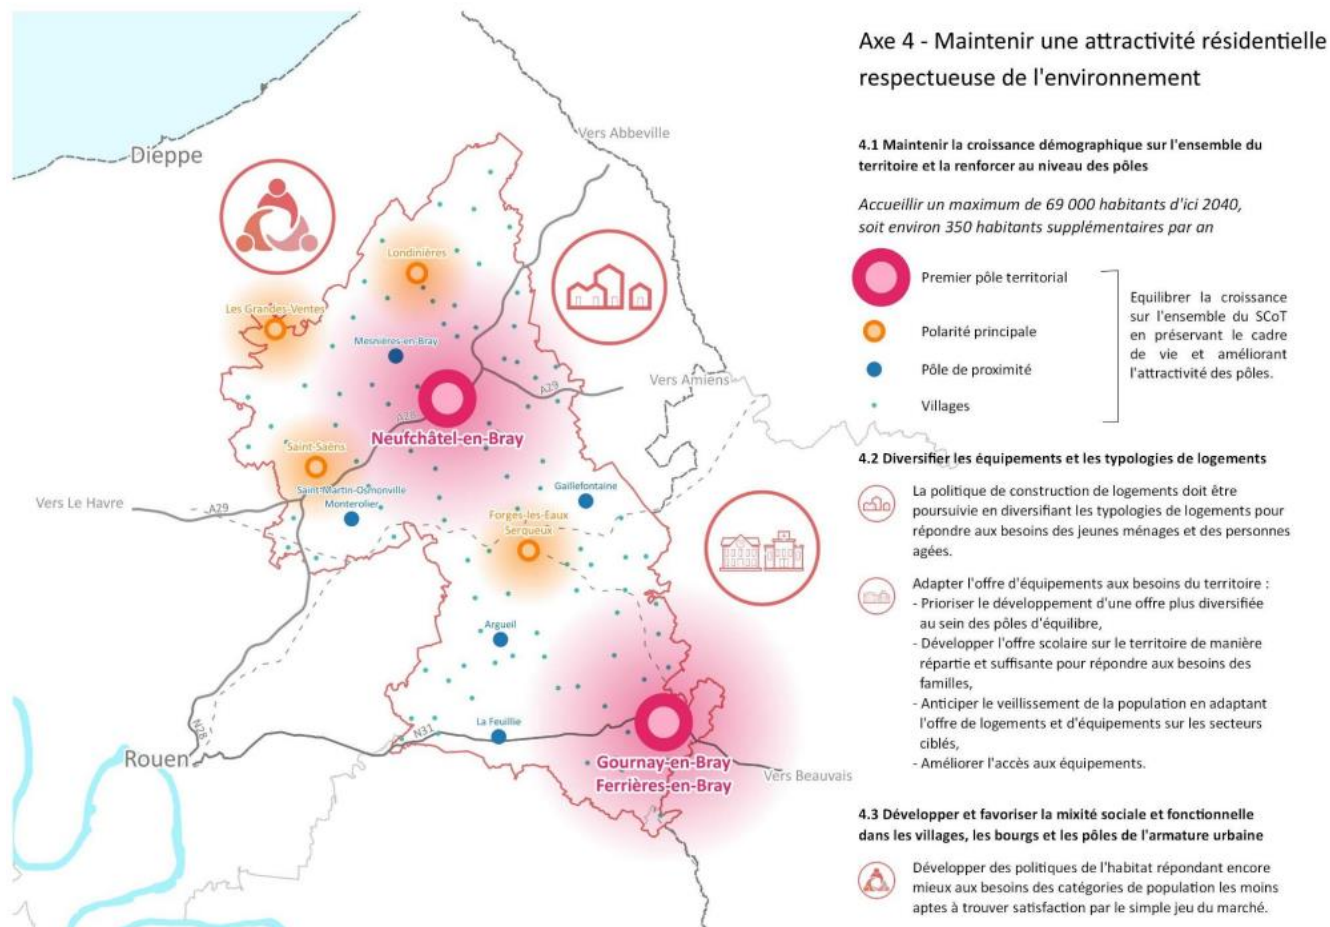 Axe 4 - Maintenir une attractivité résidentielle
respectueuse de l'environnement
4.1 Maintenir la croissance démographique sur l'ensemble du
territoire et la renforcer au niveau des pôles
Accueillir un maximum de 69 000 habitants d'ici 2040,
soit environ 350 habitants supplémentaires par an
Premier pôle territorial
Polarité principale
Pôle de proximité
Villages
Equilibrer la croissance
sur l'ensemble du SCoT
en préservant le cadre
de vie et améliorant
l'attractivité des pôles.
4.2 Diversifier les équipements et les typologies de logements
La politique de construction de logements doit être
poursuivie en diversifiant les typologies de logements pour
répondre aux besoins des jeunes ménages et des personnes
agées.
Adapter l'offre d'équipements aux besoins du territoire :
- Prioriser le développement d'une offre plus diversifiée
au sein des pôles d'équilibre,
- Développer l'offre scolaire sur le territoire de manière
répartie et suffisante pour répondre aux besoins des
familles,
- Anticiper le veillissement de la population en adaptant
l'offre de logements et d'équipements sur les secteurs
ciblés,
- Améliorer l'accès aux équipements.
4.3 Développer et favoriser la mixité sociale et fonctionnelle
dans les villages, les bourgs et les pôles de l'armature urbaine
Développer des politiques de l'habitat répondant encore
mieux aux besoins des catégories de population les moins
aptes à trouver satisfaction par le simple jeu du marché.
Vers Abbeville
Dieppe
Londinières
Les Grandes-Ventes
Mesnières-en-Bray
Vers Amiens
A29
A28
Neufchâtel-en-Bray
Saint-Saëns
Saint-Martin-Osmonville
Monterolier
Gaillefontaine
Vers Le Havre
A29
Forges-les-Eaux
Serqueux
Argueil
La Feuillie
N31
N28
Rouen
Gournay-en-Bray
Ferrières-en-Bray
Vers Beauvais